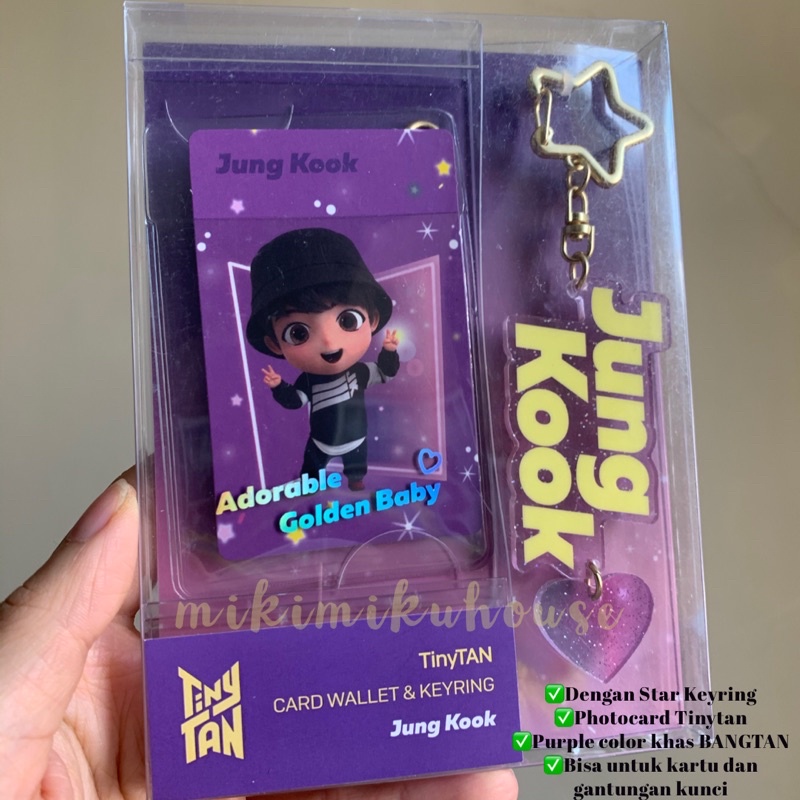 Jung Kook
Adorable
Golden Baby
Jung
Kook
mikimikuhouse
TinyTAN
CARD WALLET & KEYRING
Jung Kook
TINY
TAN
✅Dengan Star Keyring
✅Photocard Tinytan
✅Purple color khas BANGTAN
✅Bisa untuk kartu dan
gantungan kunci